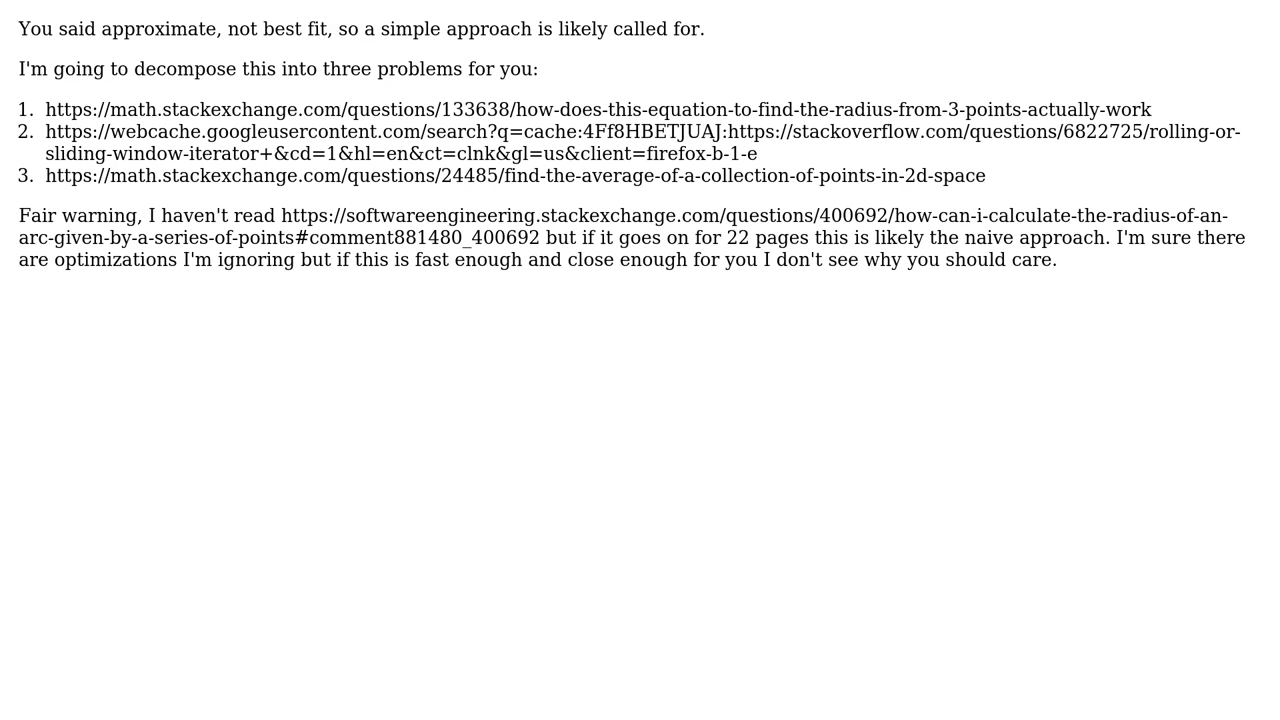 You said approximate, not best fit, so a simple approach is likely called for.
I'm going to decompose this into three problems for you:
1. https://math.stackexchange.com/questions/133638/how-does-this-equation-to-find-the-radius-from-3-points-actually-work
2. https://webcache.googleusercontent.com/search?q=cache:4Ff8HBETJUAJ:https://stackoverflow.com/questions/6822725/rolling-or-
sliding-window-iterator+&cd=1&hl=en&ct=clnk&gl=us&client=firefox-b-1-e
3. https://math.stackexchange.com/questions/24485/find-the-average-of-a-collection-of-points-in-2d-space
Fair warning, I haven't read https://softwareengineering.stackexchange.com/questions/400692/how-can-i-calculate-the-radius-of-an-
arc-given-by-a-series-of-points#comment881480_400692 but if it goes on for 22 pages this is likely the naive approach. I'm sure there
are optimizations I'm ignoring but if this is fast enough and close enough for you I don't see why you should care.